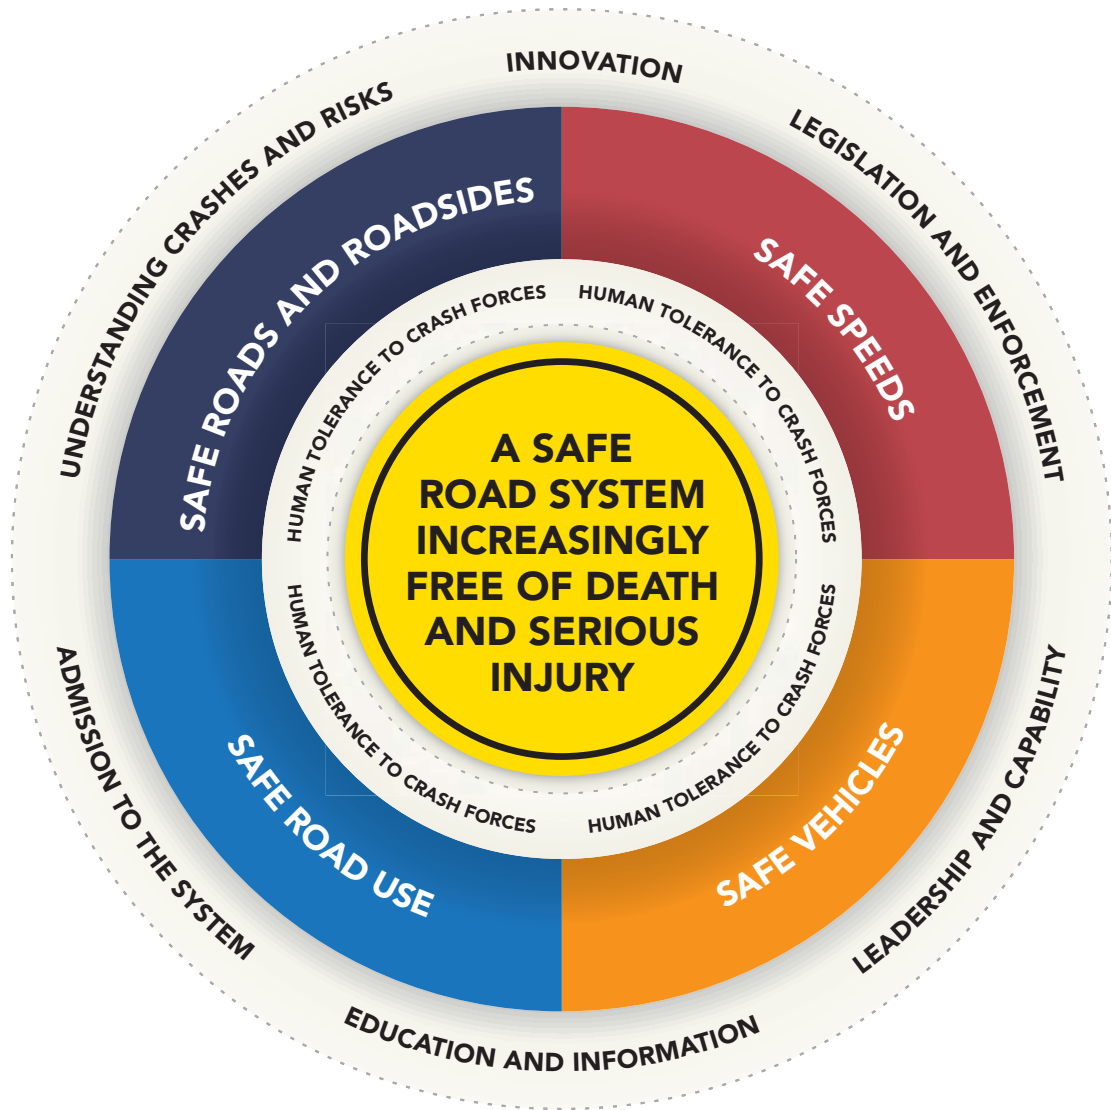 INNOVATION
LEGISLATION AND ENFORCEMENT
LEADERSHIP AND CAPABILITY
EDUCATION AND INFORMATION
ADMISSION TO THE SYSTEM
UNDERSTANDING CRASHES AND RISKS
SAFE ROADS AND ROADSIDES
SAFE SPEEDS
SAFE VEHICLES
SAFE ROAD USE
HUMAN TOLERANCE TO CRASH FORCES
HUMAN TOLERANCE TO CRASH FORCES
HUMAN TOLERANCE TO CRASH FORCES
HUMAN TOLERANCE TO CRASH FORCES
A SAFE
ROAD SYSTEM
INCREASINGLY
FREE OF DEATH
AND SERIOUS
INJURY